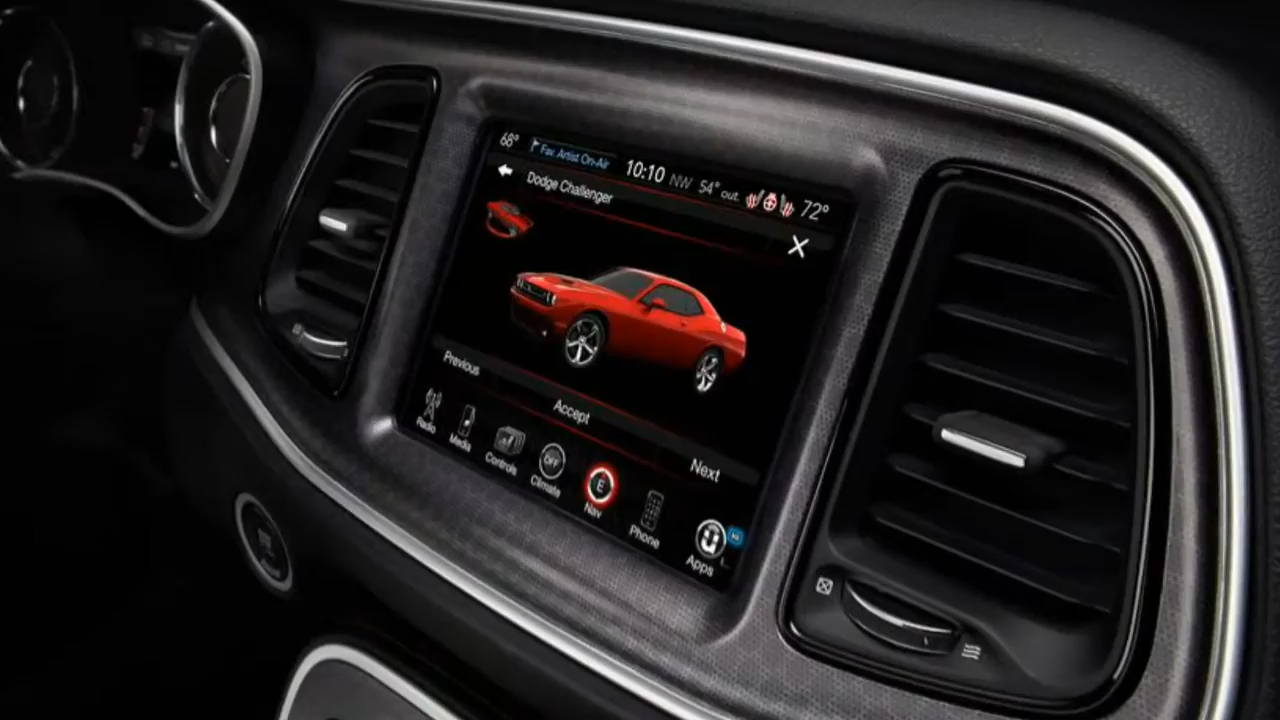 68° Fav. Artist On-Air 10:10 NW 54° out. 72°
Dodge Challenger
X
Previous Accept Next
Radio Media Controls Climate Nav Phone Apps
OFF
E